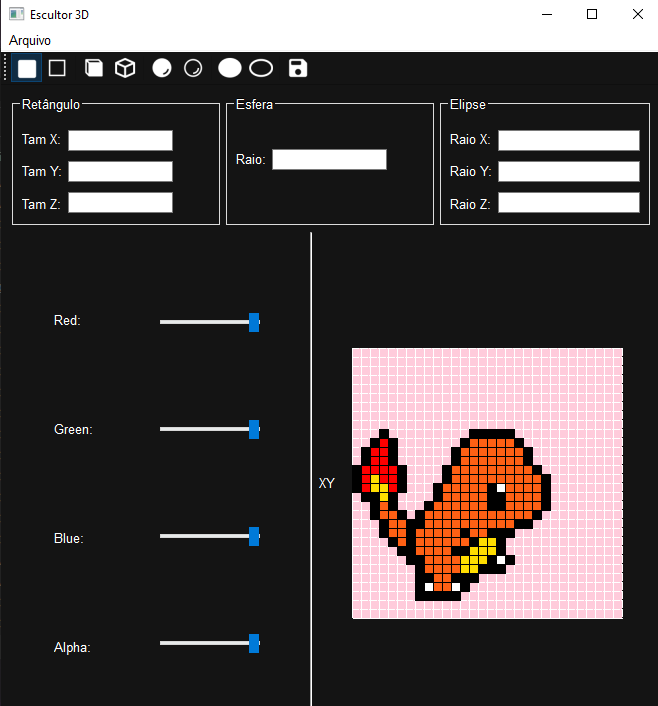 Escultor 3D
Arquivo
Retângulo
Esfera
Elipse
Tam X:
Tam Y:
Tam Z:
Raio:
Raio X:
Raio Y:
Raio Z:
Red:
Green:
Blue:
Alpha:
XY